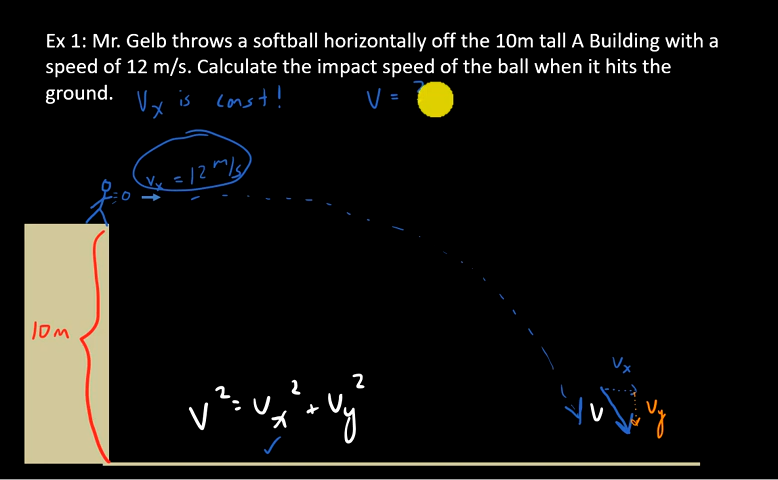 Ex 1: Mr. Gelb throws a softball horizontally off the 10m tall A Building with a
speed of 12 m/s. Calculate the impact speed of the ball when it hits the
ground.
Vx is const! V = ?
vx = 12 m/s
10m
V² = Vx² + Vy²
Vx
V
Vy